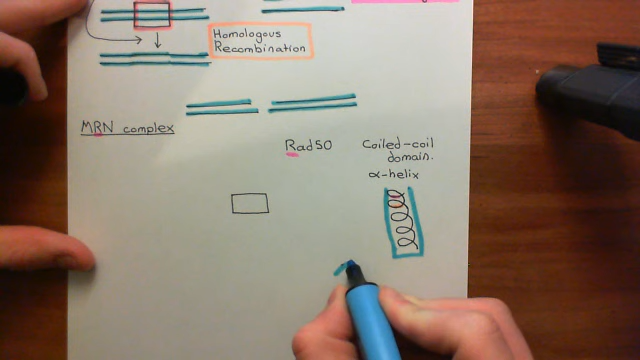 Homologous
Recombination
MRN complex
Rad50
Coiled-coil
domain.
α-helix